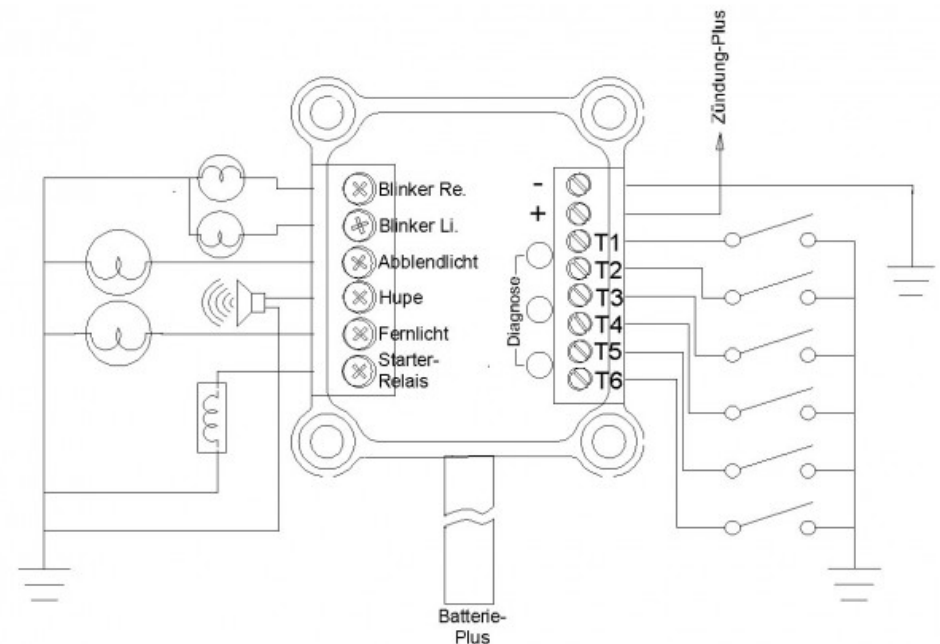 Zündung-Plus
Blinker Re.
Blinker Li.
Abblendlicht
Hupe
Fernlicht
Starter-
Relais
Diagnose
-
+
T1
T2
T3
T4
T5
T6
Batterie-
Plus